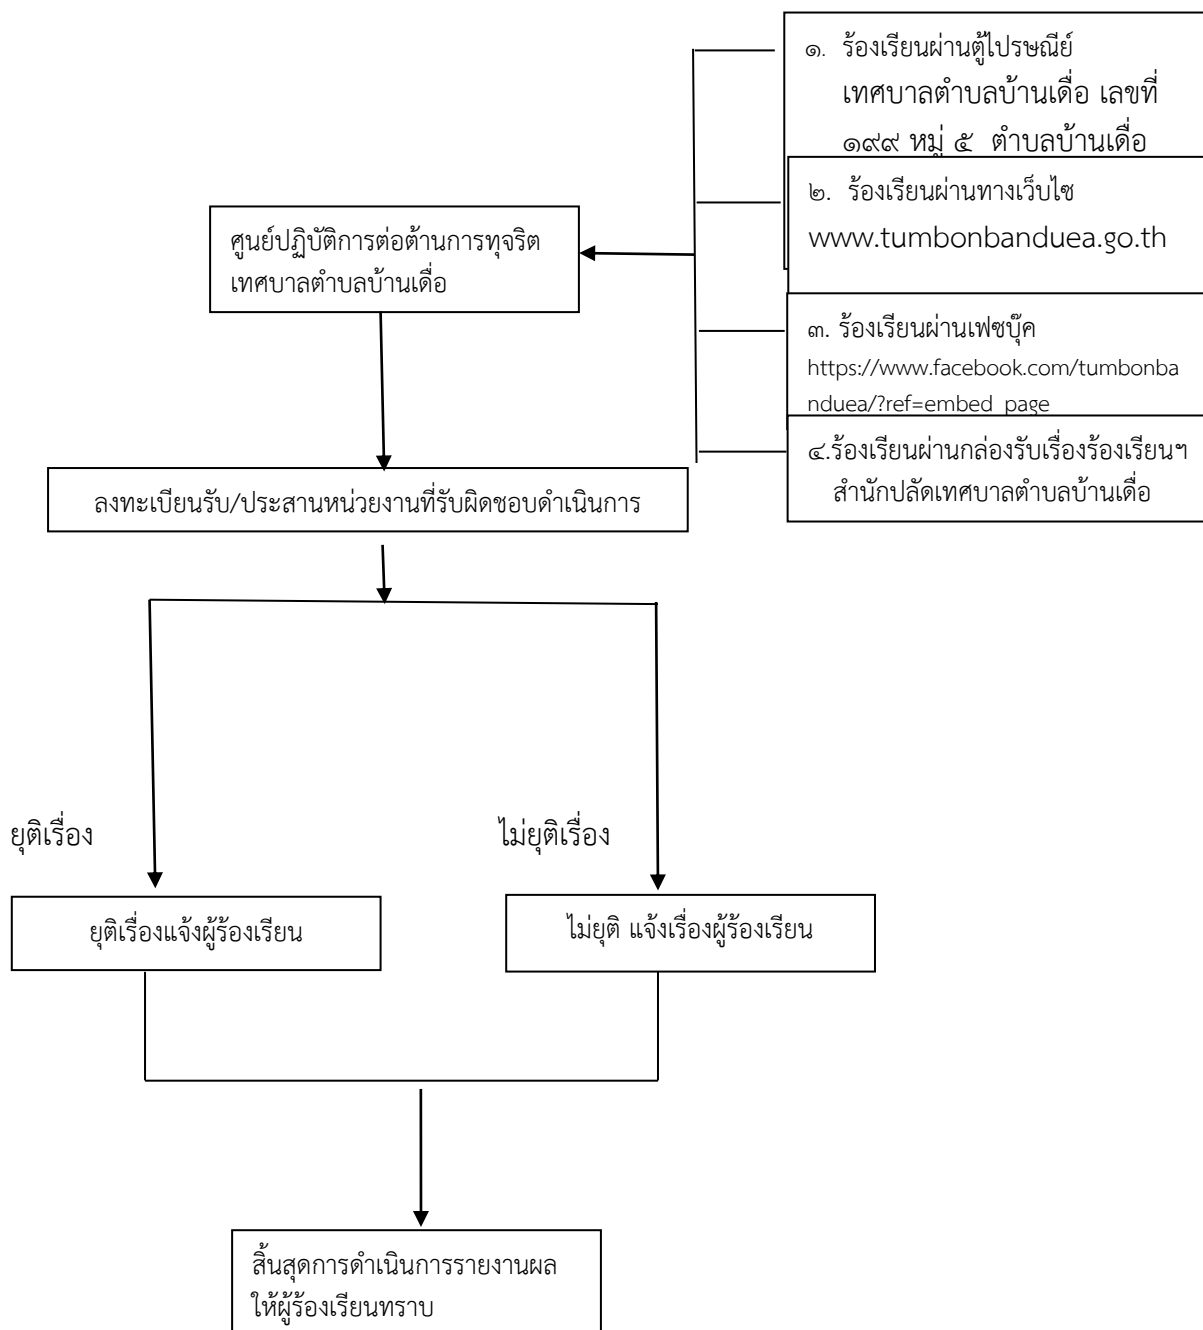 ๑. ร้องเรียนผ่านตู้ไปรษณีย์
เทศบาลตำบลบ้านเดื่อ เลขที่
๑๙๙ หมู่ ๕ ตำบลบ้านเดื่อ
๒. ร้องเรียนผ่านทางเว็บไซ
www.tumbonbanduea.go.th
๓. ร้องเรียนผ่านเฟซบุ๊ค
https://www.facebook.com/tumbonba
nduea/?ref=embed_page
๔.ร้องเรียนผ่านกล่องรับเรื่องร้องเรียนฯ
สำนักปลัดเทศบาลตำบลบ้านเดื่อ
ศูนย์ปฏิบัติการต่อต้านการทุจริต
เทศบาลตำบลบ้านเดื่อ
ลงทะเบียนรับ/ประสานหน่วยงานที่รับผิดชอบดำเนินการ
ยุติเรื่อง
ไม่ยุติเรื่อง
ยุติเรื่องแจ้งผู้ร้องเรียน
ไม่ยุติ แจ้งเรื่องผู้ร้องเรียน
สิ้นสุดการดำเนินการรายงานผล
ให้ผู้ร้องเรียนทราบ